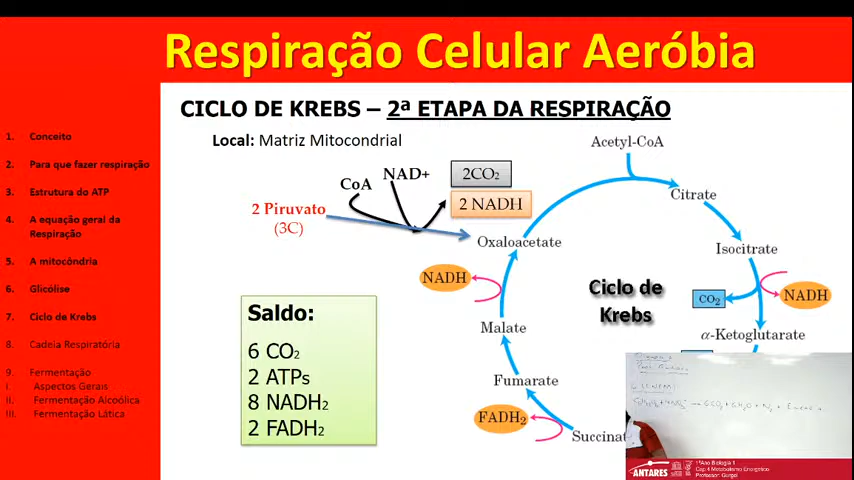 Respiração Celular Aeróbia
CICLO DE KREBS – 2ª ETAPA DA RESPIRAÇÃO
Local: Matriz Mitocondrial
1. Conceito
2. Para que fazer respiração
3. Estrutura do ATP
4. A equação geral da
Respiração
5. A mitocôndria
6. Glicólise
7. Ciclo de Krebs
8. Cadeia Respiratória
9. Fermentação
I. Aspectos Gerais
II. Fermentação Alcoólica
III. Fermentação Lática
Acetyl-CoA
NAD+
CoA
2CO₂
2 NADH
2 Piruvato
(3C)
Citrate
Oxaloacetate
Isocitrate
NADH
Ciclo de
Krebs
CO₂
NADH
Malate
α-Ketoglutarate
Fumarate
FADH₂
Succinat
Saldo:
6 CO₂
2 ATPs
8 NADH₂
2 FADH₂
ANTARES
1ª Ano Biologia 1
Cap.4 Metabolismo Energético
Professor: Gurgel